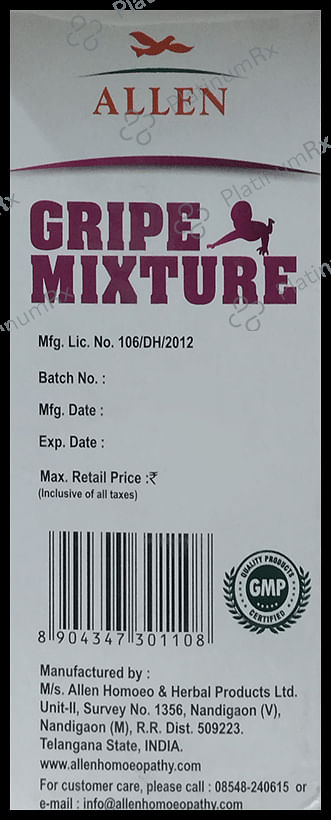 ALLEN
GRIPE
MIXTURE
Mfg. Lic. No. 106/DH/2012
Batch No. :
Mfg. Date :
Exp. Date :
Max. Retail Price :₹
(Inclusive of all taxes)
8 904347 301108
QUALITY PRODUCTS
GMP
CERTIFIED
Manufactured by :
M/s. Allen Homoeo & Herbal Products Ltd.
Unit-II, Survey No. 1356, Nandigaon (V),
Nandigaon (M), R.R. Dist. 509223.
Telangana State, INDIA.
www.allenhomoeopathy.com
For customer care, please call : 08548-240615 or
e-mail : info@allenhomoeopathy.com
PlatinumRx